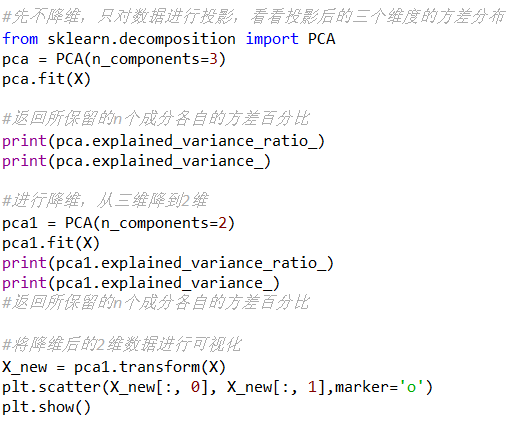 #先不降维，只对数据进行投影，看看投影后的三个维度的方差分布
from sklearn.decomposition import PCA
pca = PCA(n_components=3)
pca.fit(X)
#返回所保留的n个成分各自的方差百分比
print(pca.explained_variance_ratio_)
print(pca.explained_variance_)
#进行降维，从三维降到2维
pca1 = PCA(n_components=2)
pca1.fit(X)
print(pca1.explained_variance_ratio_)
print(pca1.explained_variance_)
#返回所保留的n个成分各自的方差百分比
#将降维后的2维数据进行可视化
X_new = pca1.transform(X)
plt.scatter(X_new[:, 0], X_new[:, 1],marker='o')
plt.show()